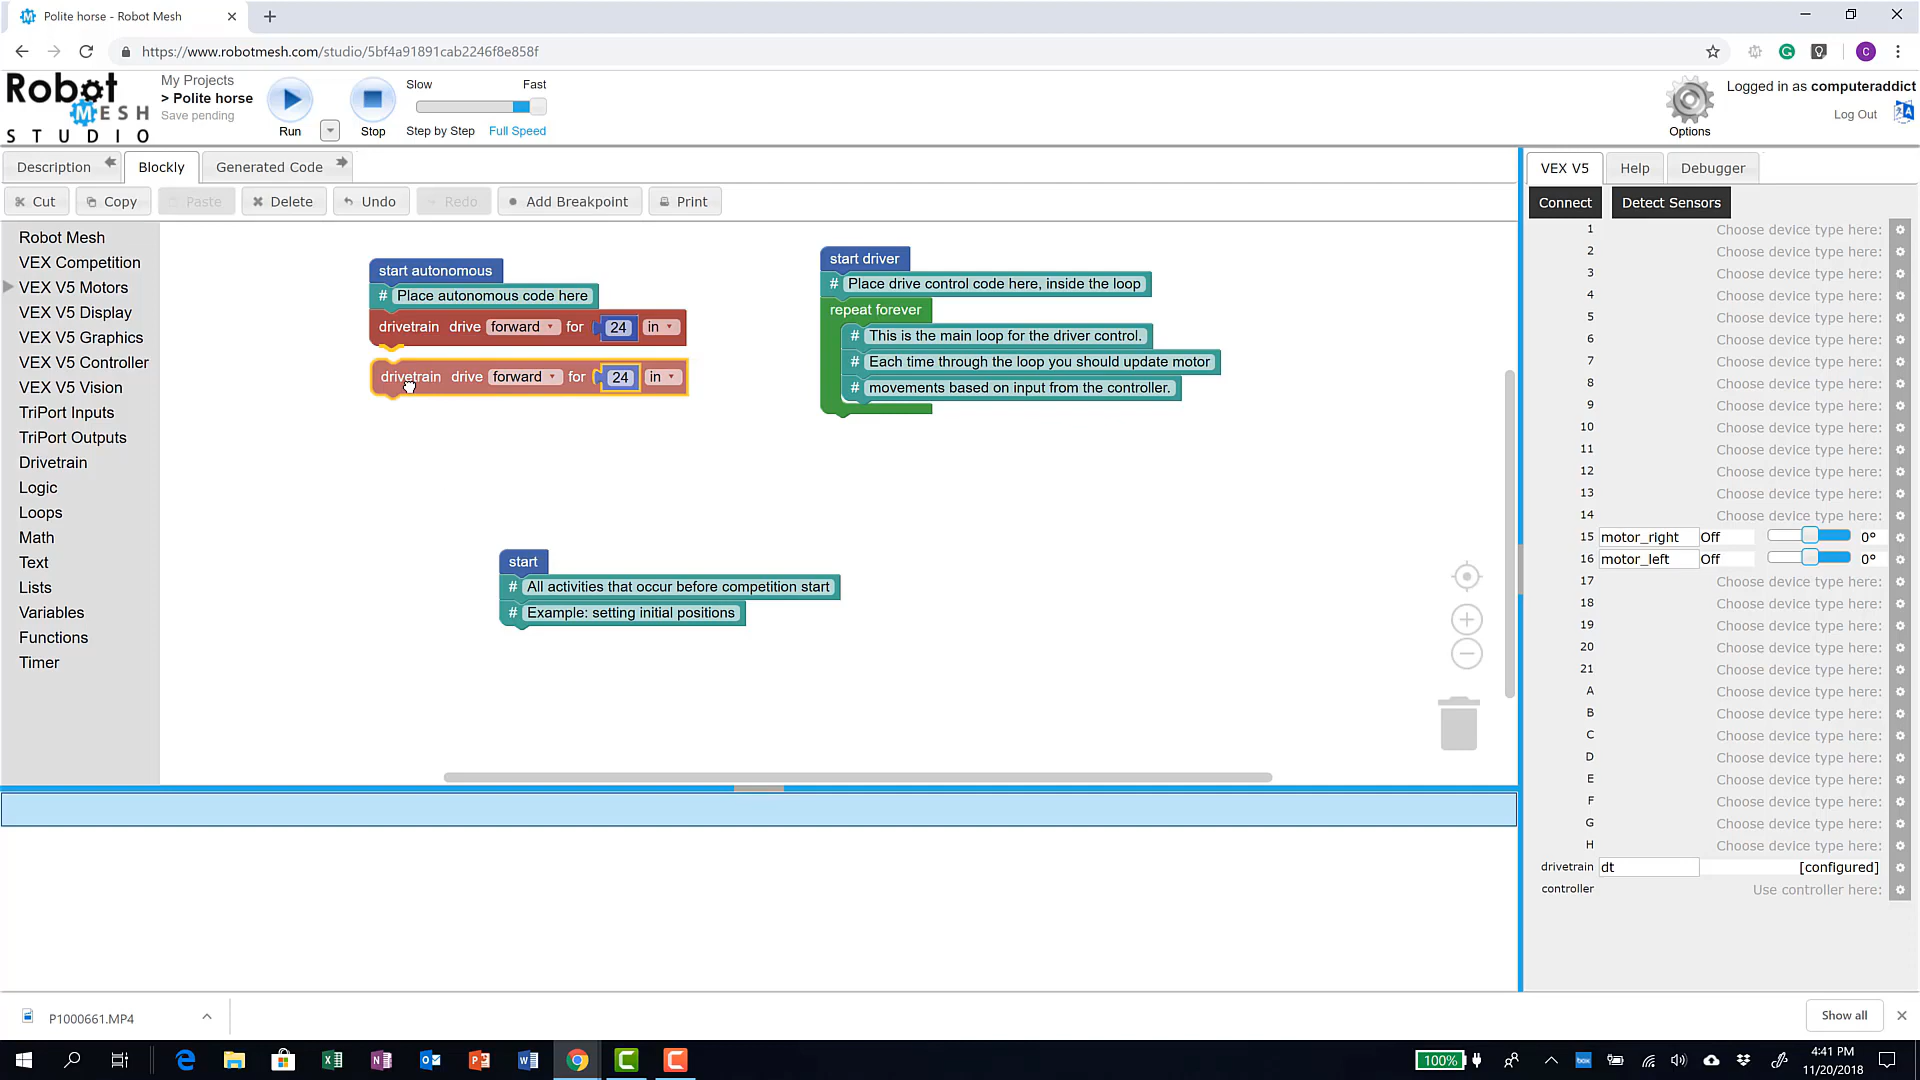 Polite horse - Robot Mesh
https://www.robotmesh.com/studio/5bf4a91891cab2246f8e858f
C
Robot
MESH
STUDIO
My Projects
> Polite horse
Save pending
Run
Stop
Slow Fast
Step by Step Full Speed
Options
Logged in as computeraddict
Log Out
Description Blockly Generated Code
Cut Copy Paste Delete Undo Redo Add Breakpoint Print
Robot Mesh
VEX Competition
VEX V5 Motors
VEX V5 Display
VEX V5 Graphics
VEX V5 Controller
VEX V5 Vision
TriPort Inputs
TriPort Outputs
Drivetrain
Logic
Loops
Math
Text
Lists
Variables
Functions
Timer
start autonomous
# Place autonomous code here
drivetrain drive forward for 24 in
drivetrain drive forward for 24 in
start driver
# Place drive control code here, inside the loop
repeat forever
# This is the main loop for the driver control.
# Each time through the loop you should update motor
# movements based on input from the controller.
start
# All activities that occur before competition start
# Example: setting initial positions
VEX V5 Help Debugger
Connect Detect Sensors
1 Choose device type here:
2 Choose device type here:
3 Choose device type here:
4 Choose device type here:
5 Choose device type here:
6 Choose device type here:
7 Choose device type here:
8 Choose device type here:
9 Choose device type here:
10 Choose device type here:
11 Choose device type here:
12 Choose device type here:
13 Choose device type here:
14 Choose device type here:
15 motor_right Off 0°
16 motor_left Off 0°
17 Choose device type here:
18 Choose device type here:
19 Choose device type here:
20 Choose device type here:
21 Choose device type here:
A Choose device type here:
B Choose device type here:
C Choose device type here:
D Choose device type here:
E Choose device type here:
F Choose device type here:
G Choose device type here:
H Choose device type here:
drivetrain dt [configured]
controller Use controller here:
P1000661.MP4
Show all
100%
box
4:41 PM
11/20/2018